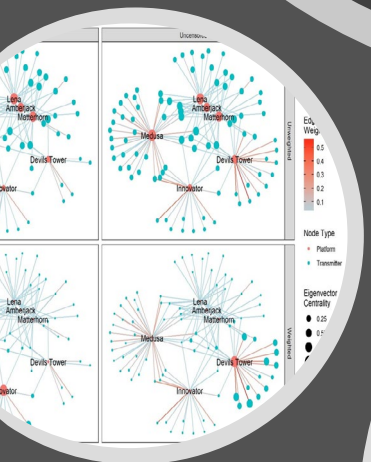 Lena
Amberjack
Matterhorn
Devils Tower
Lena
Amberjack
Matterhorn
Medusa
Devils Tower
Innovator
Unweighted
0.5
0.4
0.3
0.2
0.1
Node Type
Platform
Transmitter
Eigenvector
Centrality
0.25
Lena
Amberjack
Matterhorn
Devils Tower
Lena
Amberjack
Matterhorn
Medusa
Devils Tower
Innovator
Weighted